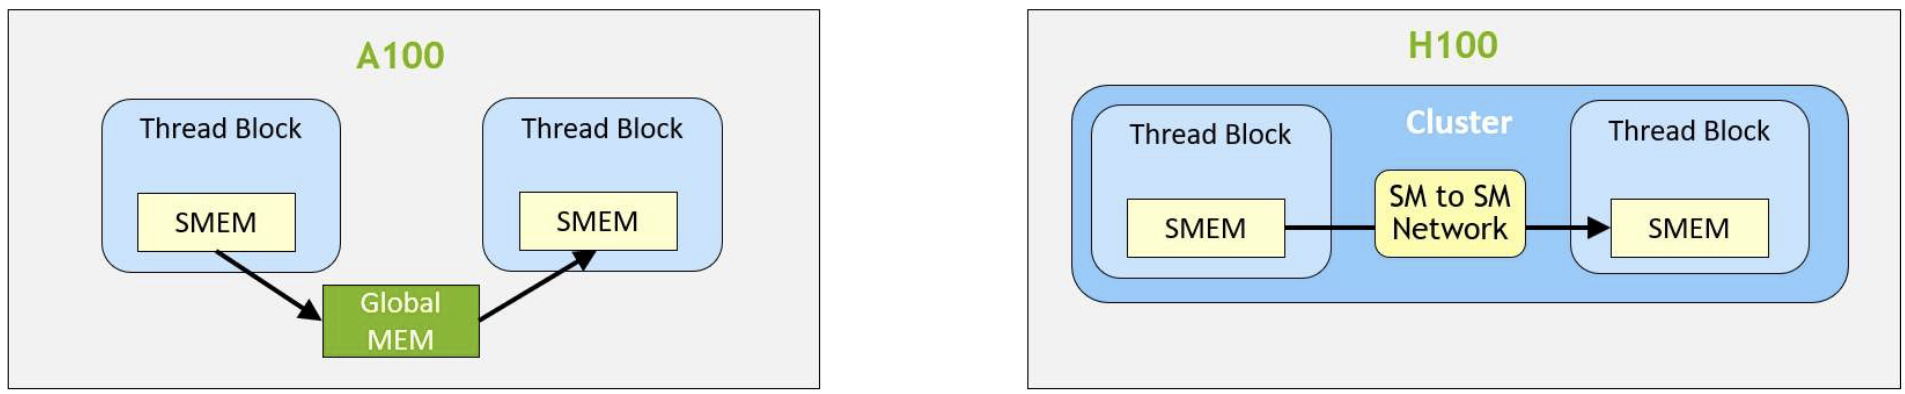 A100
Thread Block
Thread Block
SMEM
SMEM
Global
MEM
H100
Cluster
Thread Block
Thread Block
SM to SM
Network
SMEM
SMEM